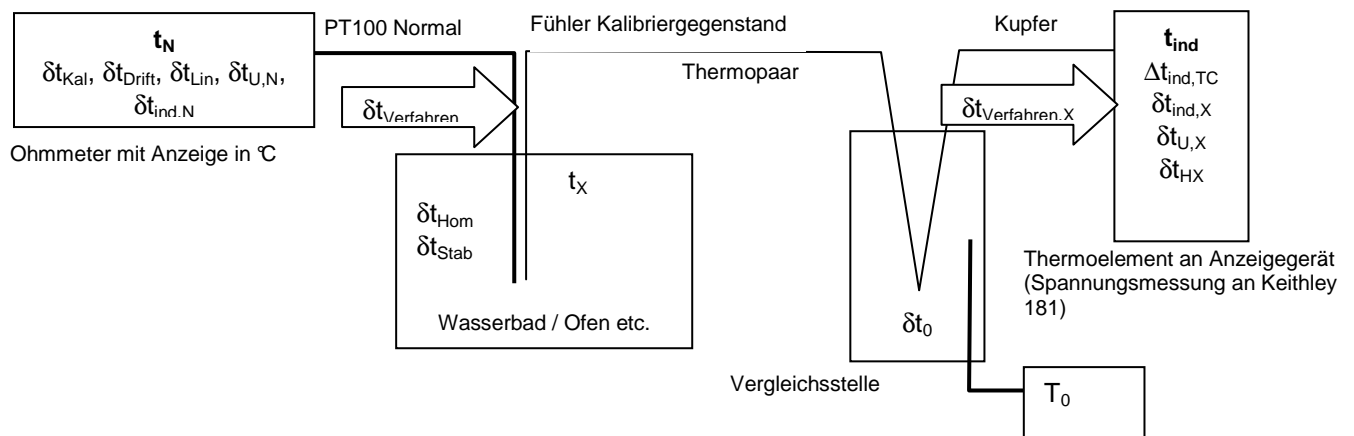 t_N
δt_Kal, δt_Drift, δt_Lin, δt_U,N,
δt_ind,N
Ohmmeter mit Anzeige in °C
PT100 Normal
δt_Verfahren
Fühler Kalibriergegenstand
Thermopaar
t_X
δt_Hom
δt_Stab
Wasserbad / Ofen etc.
Kupfer
δt_Verfahren,X
δt_0
Vergleichsstelle
T_0
t_ind
Δt_ind,TC
δt_ind,X
δt_U,X
δt_HX
Thermoelement an Anzeigegerät
(Spannungsmessung an Keithley
181)